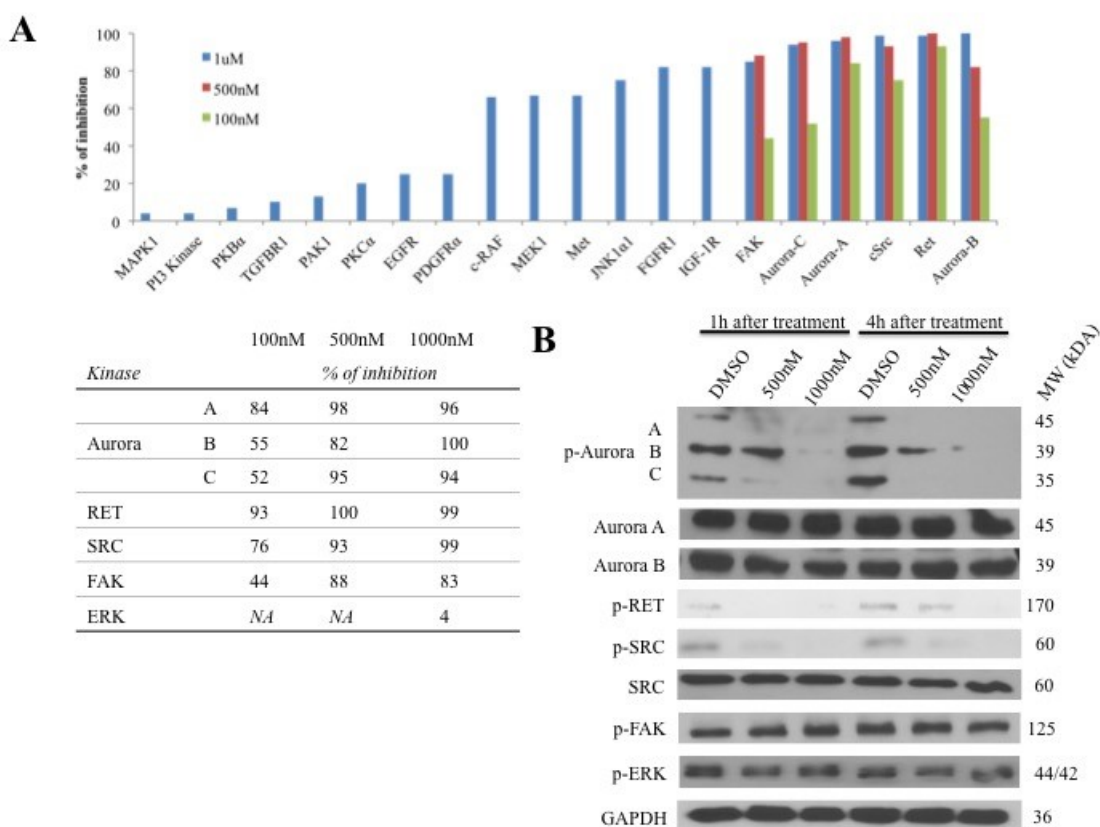 A
% of inhibition
100
80
60
40
20
0
1uM
500nM
100nM
MAPK1
PI3 Kinase
PKBα
TGFBR1
PAK1
PKCα
EGFR
PDGFRα
c-RAF
MEK1
Met
JNK1α1
FGFR1
IGF-1R
FAK
Aurora-C
Aurora-A
cSrc
Ret
Aurora-B
100nM 500nM 1000nM
Kinase % of inhibition
A 84 98 96
Aurora B 55 82 100
C 52 95 94
RET 93 100 99
SRC 76 93 99
FAK 44 88 83
ERK NA NA 4
B
1h after treatment 4h after treatment
DMSO 500nM 1000nM DMSO 500nM 1000nM MW (kDA)
A 45
p-Aurora B 39
C 35
Aurora A 45
Aurora B 39
p-RET 170
p-SRC 60
SRC 60
p-FAK 125
p-ERK 44/42
GAPDH 36